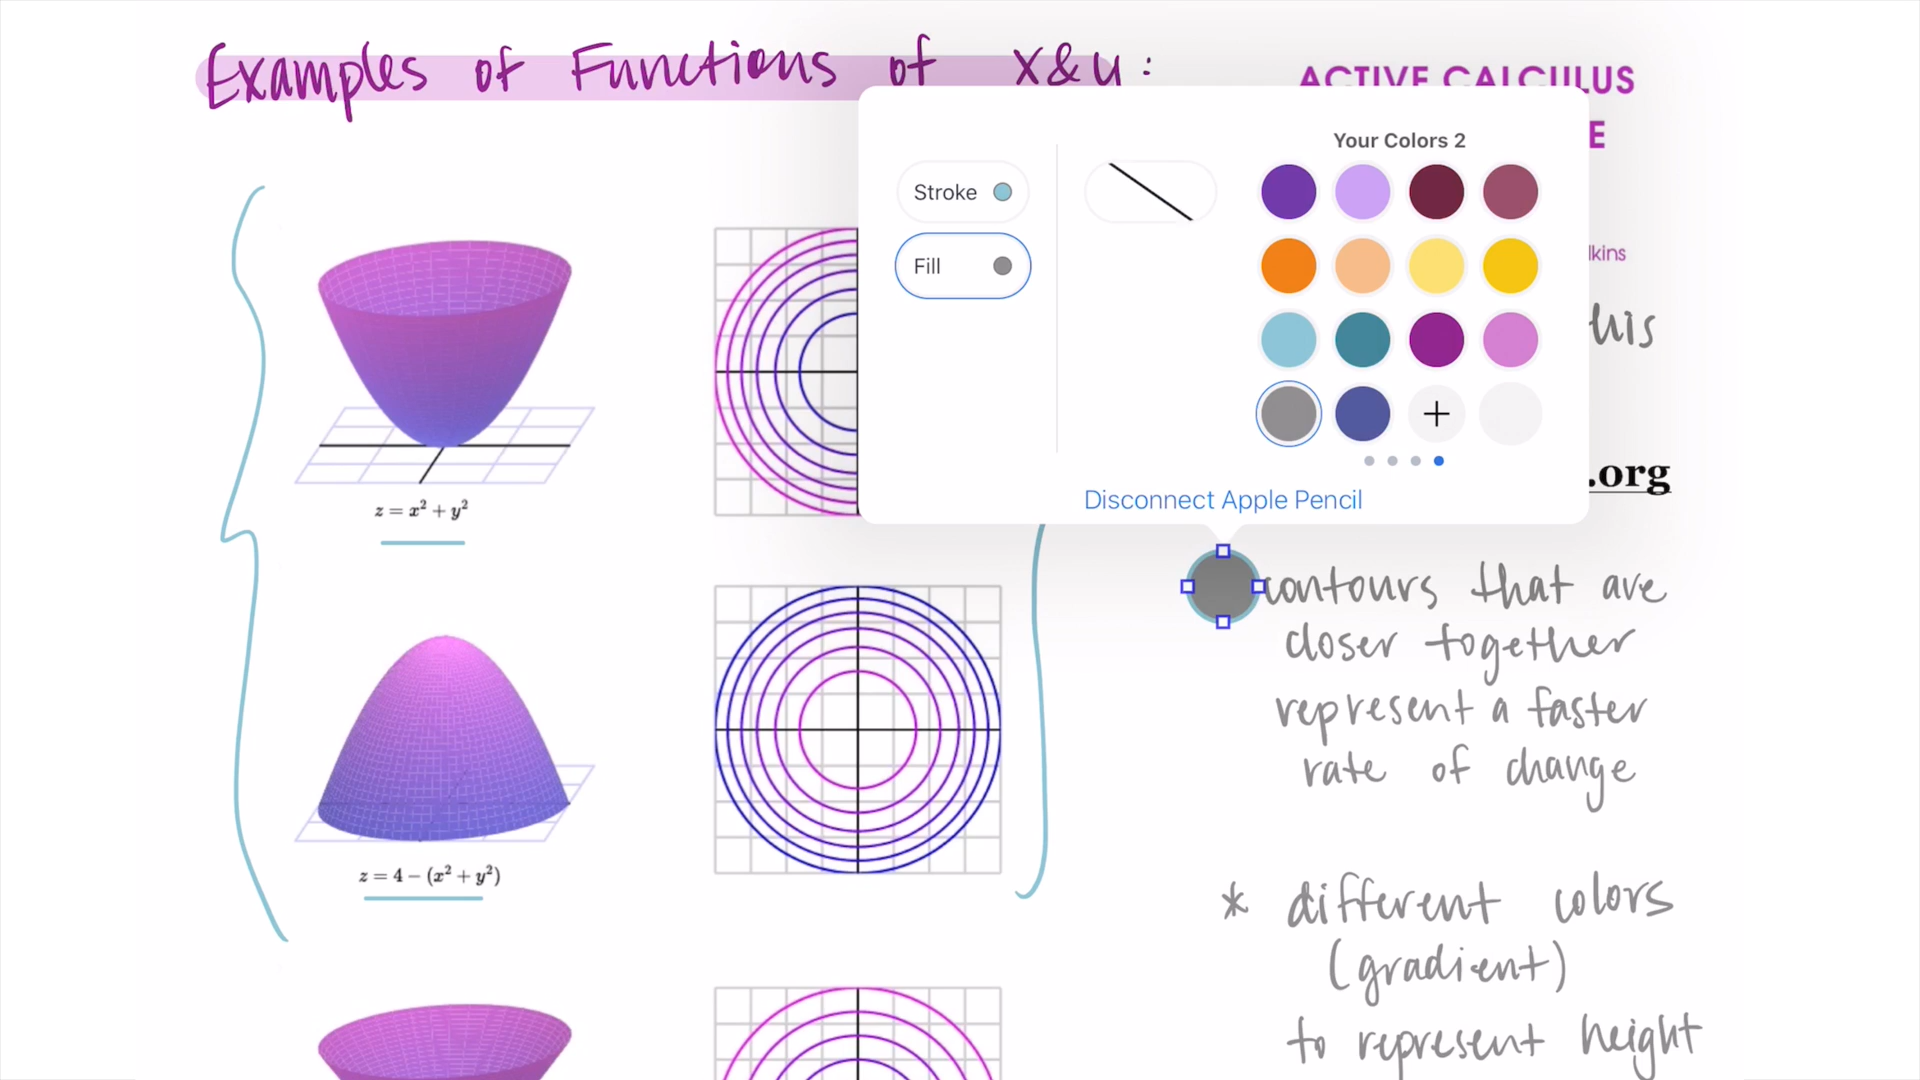 Examples of Functions of x&y:
ACTIVE CALCULUS
E
lkins
Your Colors 2
Stroke
Fill
this
.org
Disconnect Apple Pencil
z = x² + y²
contours that are
closer together
represent a faster
rate of change
z = 4 − (x² + y²)
* different colors
(gradient)
to represent height